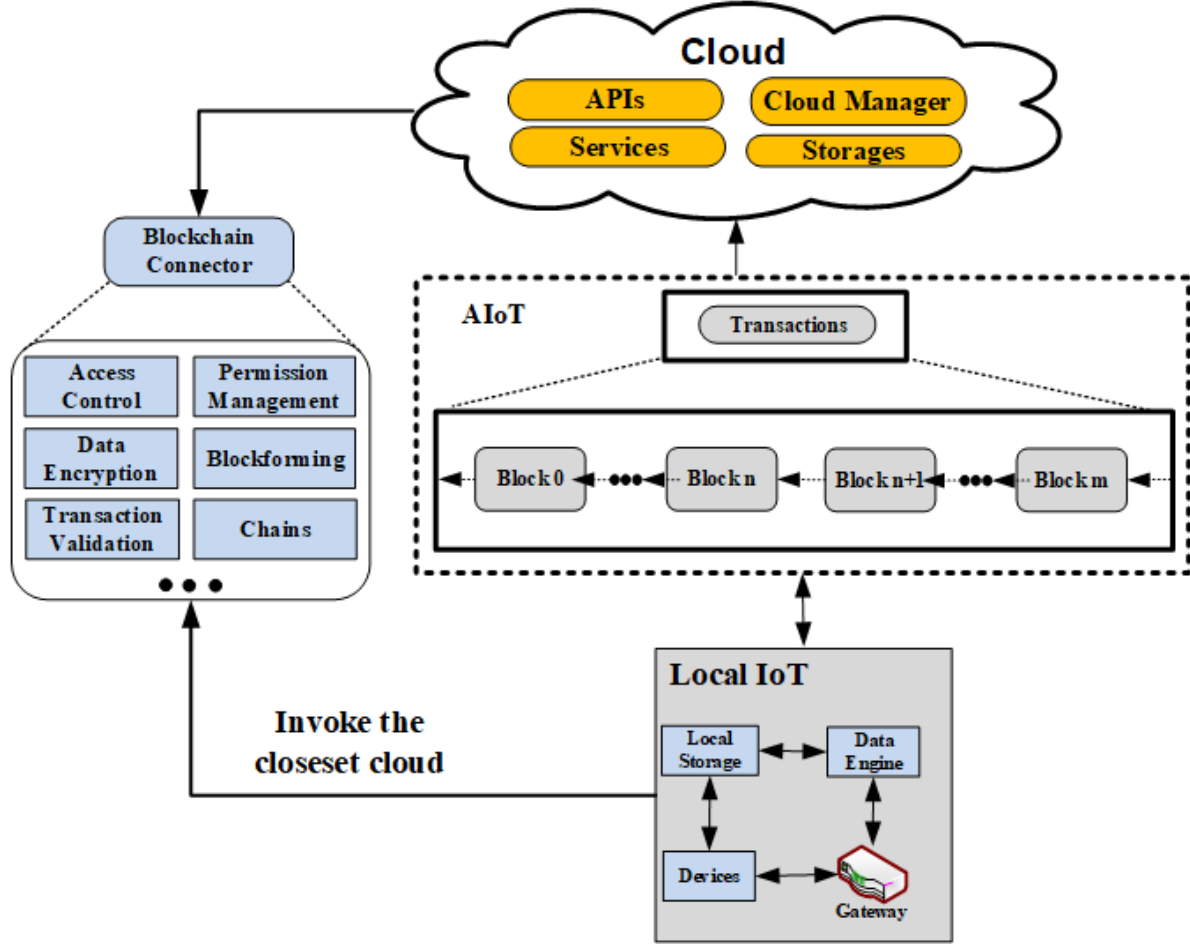 Cloud
APIs
Cloud Manager
Services
Storages
Blockchain
Connector
Access
Control
Permission
Management
Data
Encryption
Blockforming
Transaction
Validation
Chains
AIoT
Transactions
Block 0
Block n
Block n+1
Block m
Invoke the
closeset cloud
Local IoT
Local
Storage
Data
Engine
Devices
Gateway